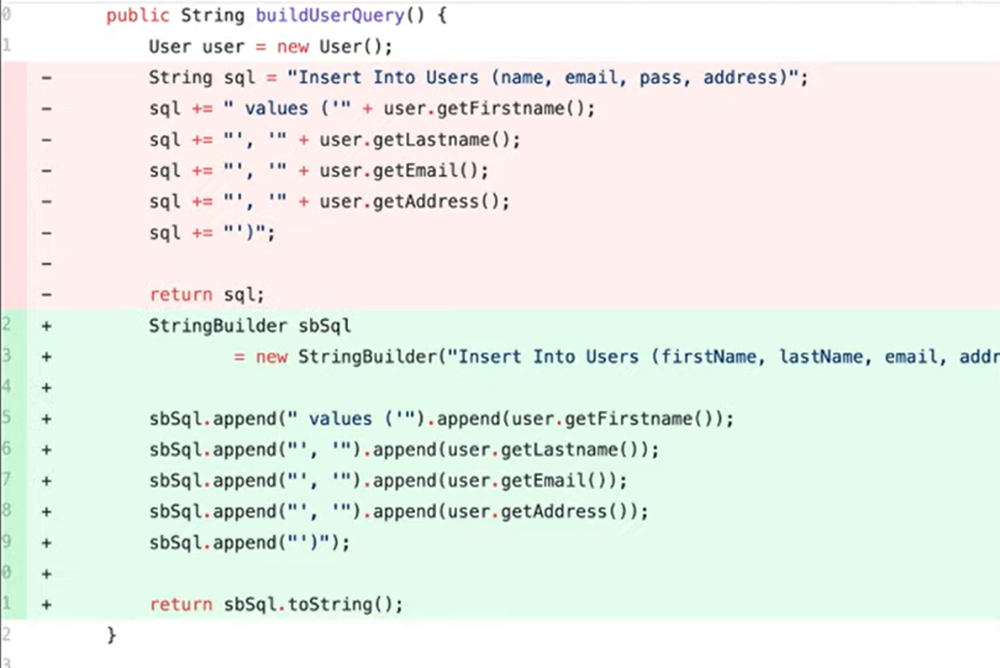 0 public String buildUserQuery() {
1 User user = new User();
- String sql = "Insert Into Users (name, email, pass, address)";
- sql += " values ('" + user.getFirstname();
- sql += "', '" + user.getLastname();
- sql += "', '" + user.getEmail();
- sql += "', '" + user.getAddress();
- sql += "')";
-
- return sql;
2 + StringBuilder sbSql
3 + = new StringBuilder("Insert Into Users (firstName, lastName, email, addr
4 +
5 + sbSql.append(" values ('").append(user.getFirstname());
6 + sbSql.append("', '").append(user.getLastname());
7 + sbSql.append("', '").append(user.getEmail());
8 + sbSql.append("', '").append(user.getAddress());
9 + sbSql.append("')");
0 +
1 + return sbSql.toString();
2 }
3